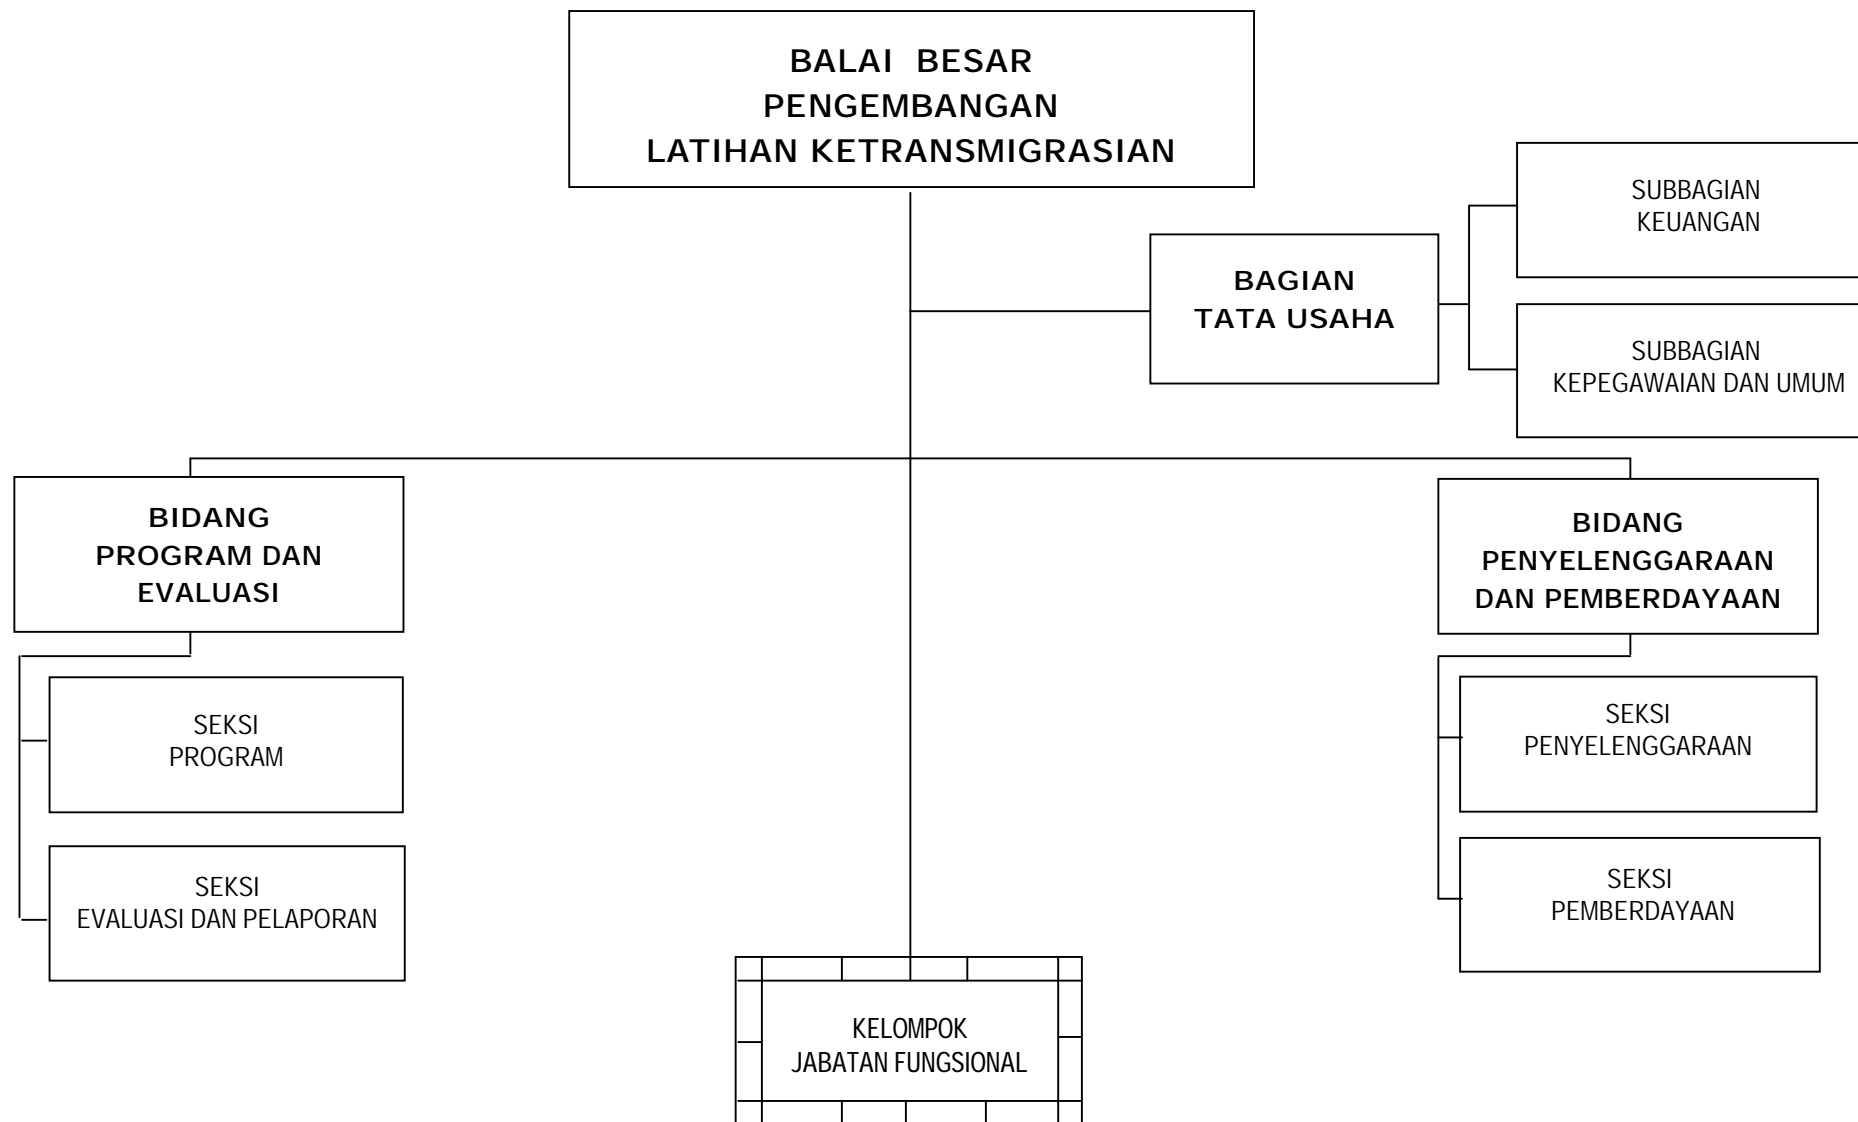 BALAI BESAR
PENGEMBANGAN
LATIHAN KETRANSMIGRASIAN
SUBBAGIAN
KEUANGAN
BAGIAN
TATA USAHA
SUBBAGIAN
KEPEGAWAIAN DAN UMUM
BIDANG
PROGRAM DAN
EVALUASI
BIDANG
PENYELENGGARAAN
DAN PEMBERDAYAAN
SEKSI
PROGRAM
SEKSI
PENYELENGGARAAN
SEKSI
EVALUASI DAN PELAPORAN
SEKSI
PEMBERDAYAAN
KELOMPOK
JABATAN FUNGSIONAL